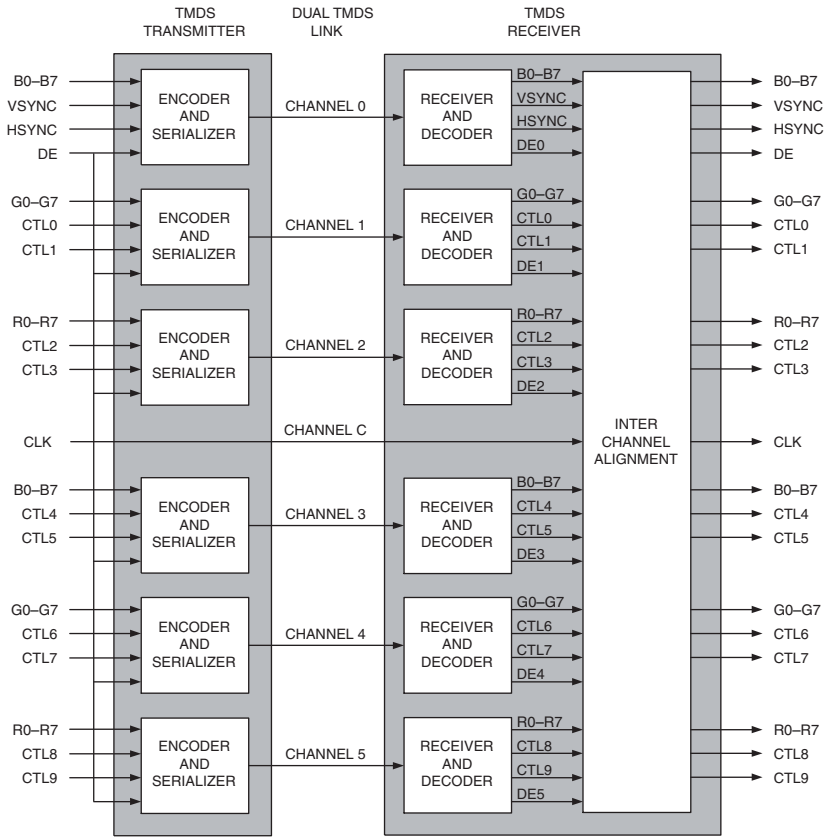 TMDS
TRANSMITTER
DUAL TMDS
LINK
TMDS
RECEIVER
B0–B7
VSYNC
HSYNC
DE
ENCODER
AND
SERIALIZER
CHANNEL 0
RECEIVER
AND
DECODER
B0–B7
VSYNC
HSYNC
DE0
B0–B7
VSYNC
HSYNC
DE
G0–G7
CTL0
CTL1
ENCODER
AND
SERIALIZER
CHANNEL 1
RECEIVER
AND
DECODER
G0–G7
CTL0
CTL1
DE1
G0–G7
CTL0
CTL1
R0–R7
CTL2
CTL3
ENCODER
AND
SERIALIZER
CHANNEL 2
RECEIVER
AND
DECODER
R0–R7
CTL2
CTL3
DE2
R0–R7
CTL2
CTL3
CLK
CHANNEL C
INTER
CHANNEL
ALIGNMENT
CLK
B0–B7
CTL4
CTL5
ENCODER
AND
SERIALIZER
CHANNEL 3
RECEIVER
AND
DECODER
B0–B7
CTL4
CTL5
DE3
B0–B7
CTL4
CTL5
G0–G7
CTL6
CTL7
ENCODER
AND
SERIALIZER
CHANNEL 4
RECEIVER
AND
DECODER
G0–G7
CTL6
CTL7
DE4
G0–G7
CTL6
CTL7
R0–R7
CTL8
CTL9
ENCODER
AND
SERIALIZER
CHANNEL 5
RECEIVER
AND
DECODER
R0–R7
CTL8
CTL9
DE5
R0–R7
CTL8
CTL9